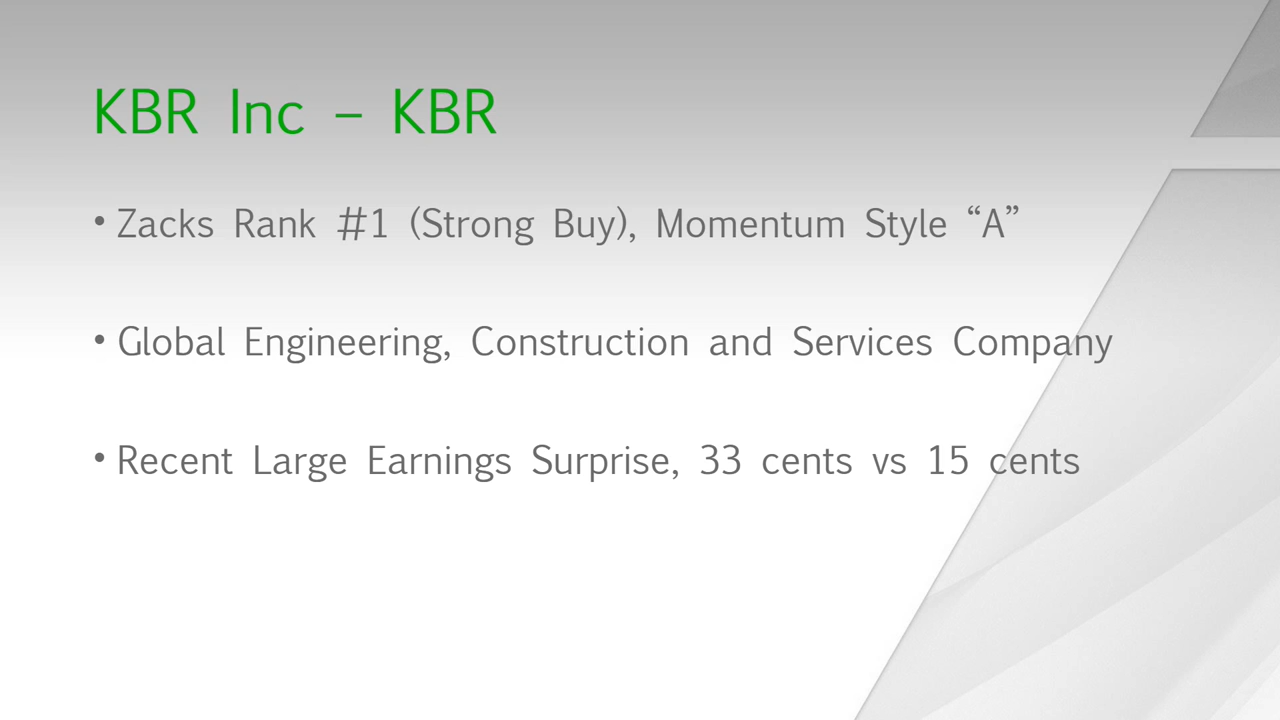 KBR Inc – KBR
• Zacks Rank #1 (Strong Buy), Momentum Style “A”
• Global Engineering, Construction and Services Company
• Recent Large Earnings Surprise, 33 cents vs 15 cents